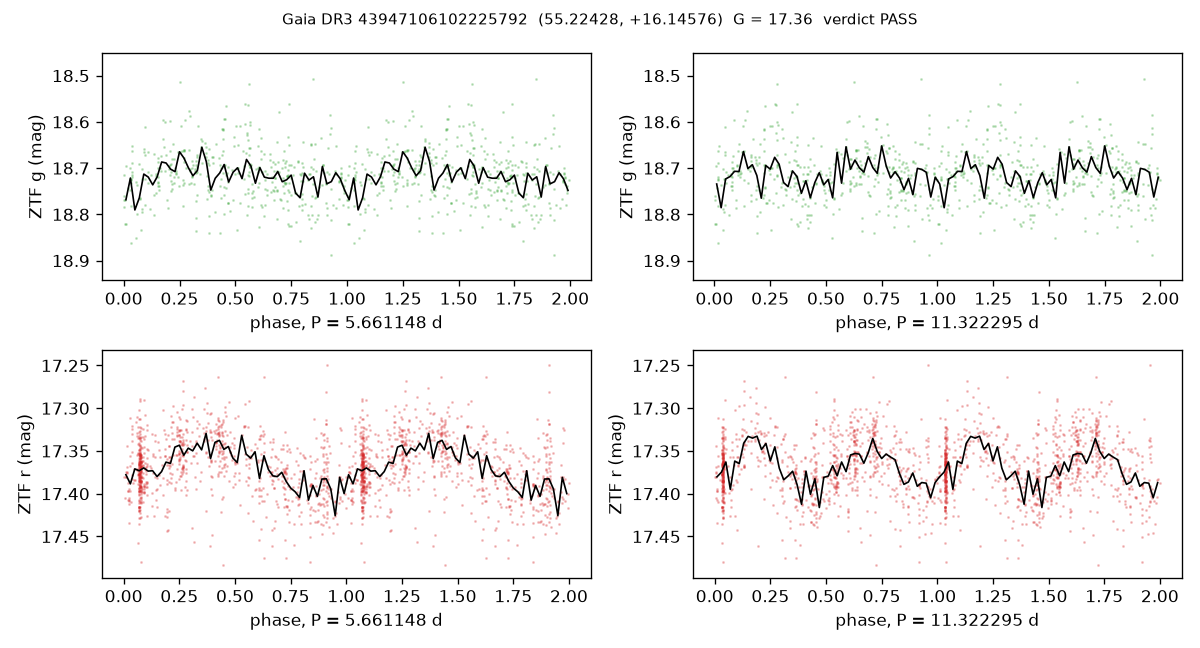 Gaia DR3 43947106102225792 (55.22428, +16.14576) G = 17.36 verdict PASS
ZTF g (mag)
18.5
18.6
18.7
18.8
18.9
0.00 0.25 0.50 0.75 1.00 1.25 1.50 1.75 2.00
phase, P = 5.661148 d
ZTF g (mag)
18.5
18.6
18.7
18.8
18.9
0.00 0.25 0.50 0.75 1.00 1.25 1.50 1.75 2.00
phase, P = 11.322295 d
ZTF r (mag)
17.25
17.30
17.35
17.40
17.45
0.00 0.25 0.50 0.75 1.00 1.25 1.50 1.75 2.00
phase, P = 5.661148 d
ZTF r (mag)
17.25
17.30
17.35
17.40
17.45
0.00 0.25 0.50 0.75 1.00 1.25 1.50 1.75 2.00
phase, P = 11.322295 d